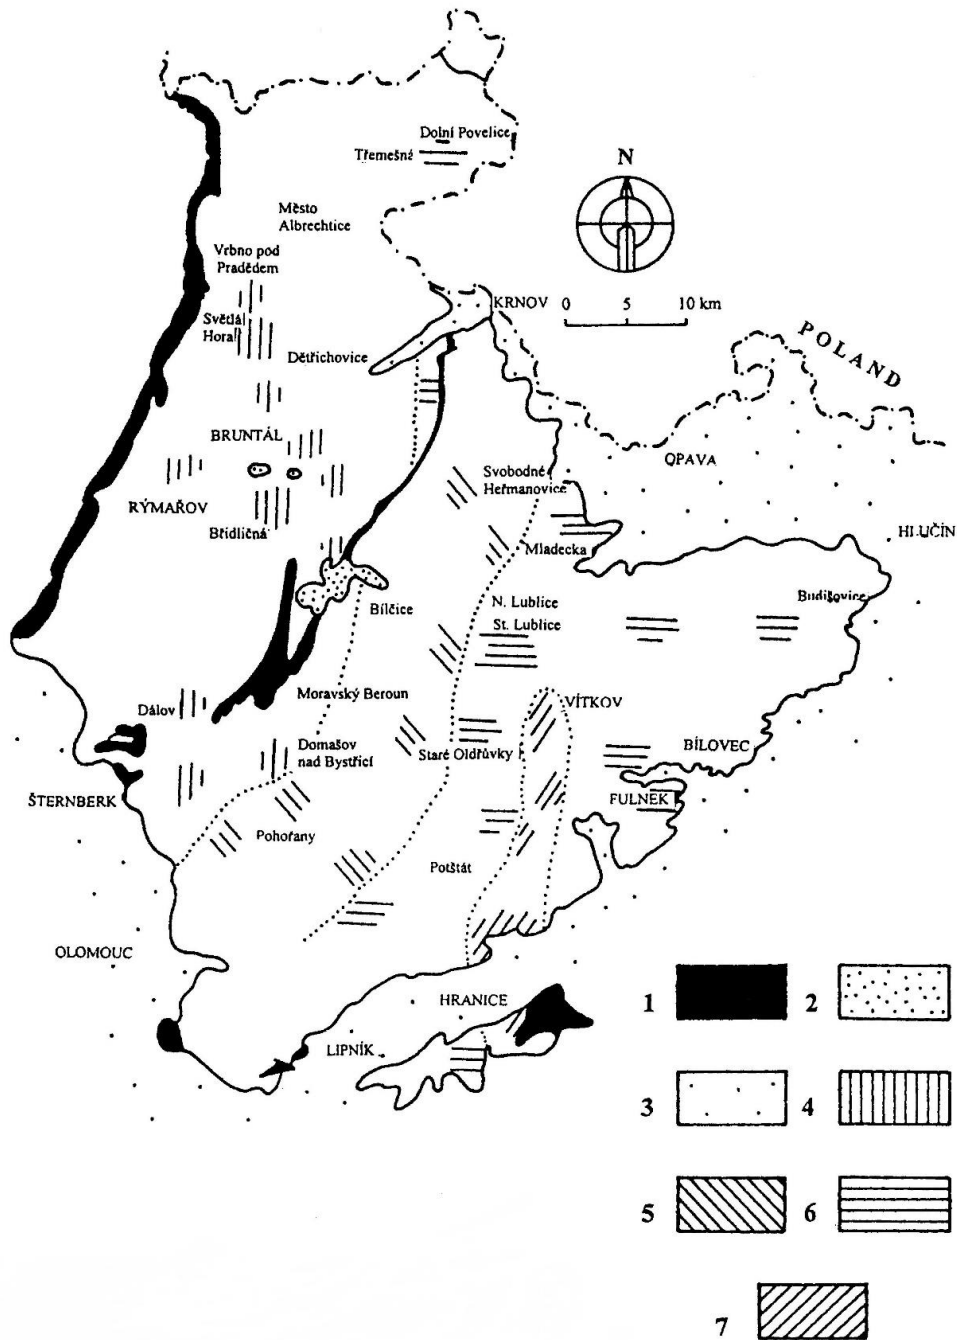 Dolní Povelice
Třemešná
N
Město
Albrechtice
Vrbno pod
Pradědem
KRNOV
0 5 10 km
Světlá
Hora
Dětřichovice
POLAND
BRUNTÁL
OPAVA
Svobodné
Heřmanovice
RÝMAŘOV
Břidličná
HLUČÍN
Mladecka
Budišovice
N. Lublice
Bílčice
St. Lublice
Moravský Beroun
VÍTKOV
Dálov
Domašov
nad Bystřicí
Staré Oldřůvky
BÍLOVEC
ŠTERNBERK
FULNEK
Pohořany
Potštát
OLOMOUC
HRANICE
LIPNÍK
1 2
3 4
5 6
7